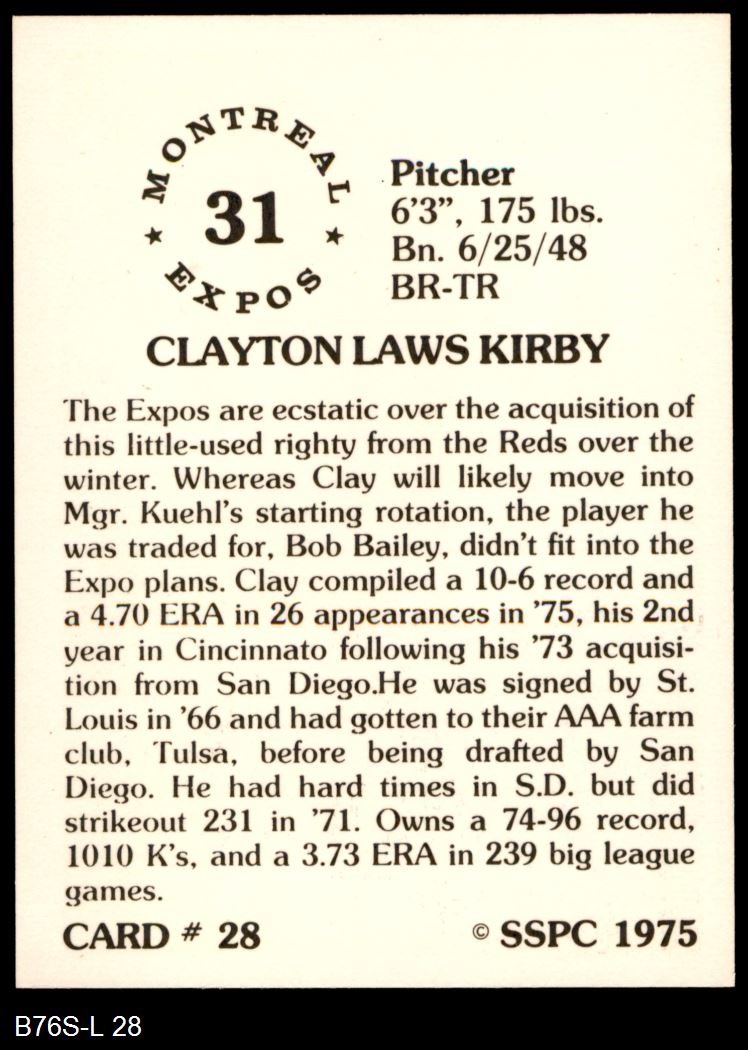 MONTREAL
★ 31 ★
EXPOS
Pitcher
6'3", 175 lbs.
Bn. 6/25/48
BR-TR
CLAYTON LAWS KIRBY
The Expos are ecstatic over the acquisition of
this little-used righty from the Reds over the
winter. Whereas Clay will likely move into
Mgr. Kuehl's starting rotation, the player he
was traded for, Bob Bailey, didn't fit into the
Expo plans. Clay compiled a 10-6 record and
a 4.70 ERA in 26 appearances in '75, his 2nd
year in Cincinnato following his '73 acquisi-
tion from San Diego.He was signed by St.
Louis in '66 and had gotten to their AAA farm
club, Tulsa, before being drafted by San
Diego. He had hard times in S.D. but did
strikeout 231 in '71. Owns a 74-96 record,
1010 K's, and a 3.73 ERA in 239 big league
games.
CARD # 28
© SSPC 1975
B76S-L 28